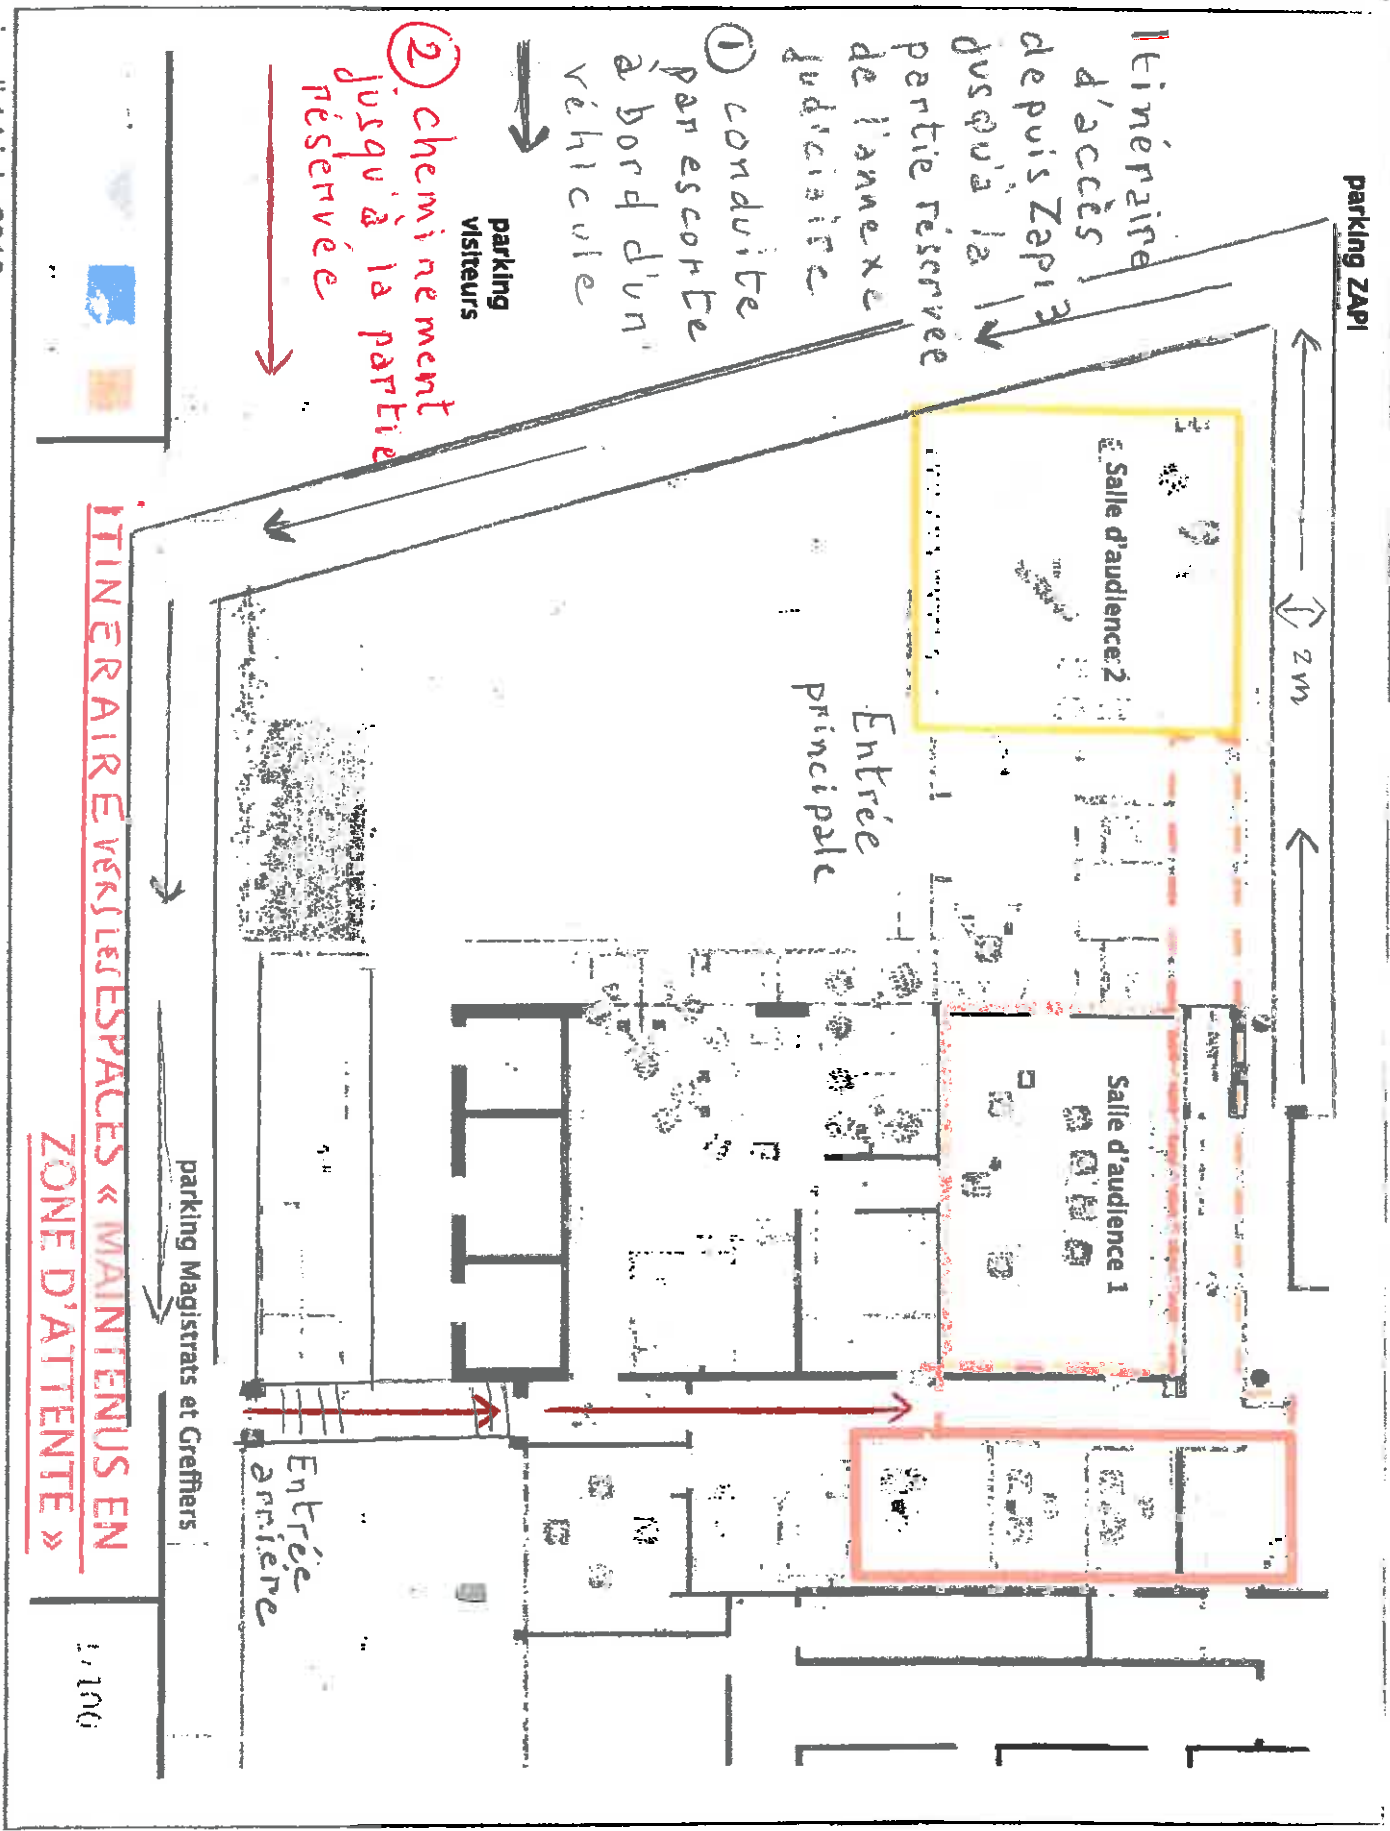 parking ZAPI
Itinéraire
d'accès
depuis Zapi 3
jusqu'à la
partie réservée
de l'annexe
judiciaire
① conduite
par escorte
à bord d'un
véhicule
parking
visiteurs
② cheminement
jusqu'à la partie
réservée
2m
Salle d'audience 2
Entrée
principale
Salle d'audience 1
parking Magistrats et Greffiers
Entrée
arrière
ITINERAIRE VERS LES ESPACES « MAINTENUS EN
ZONE D'ATTENTE »